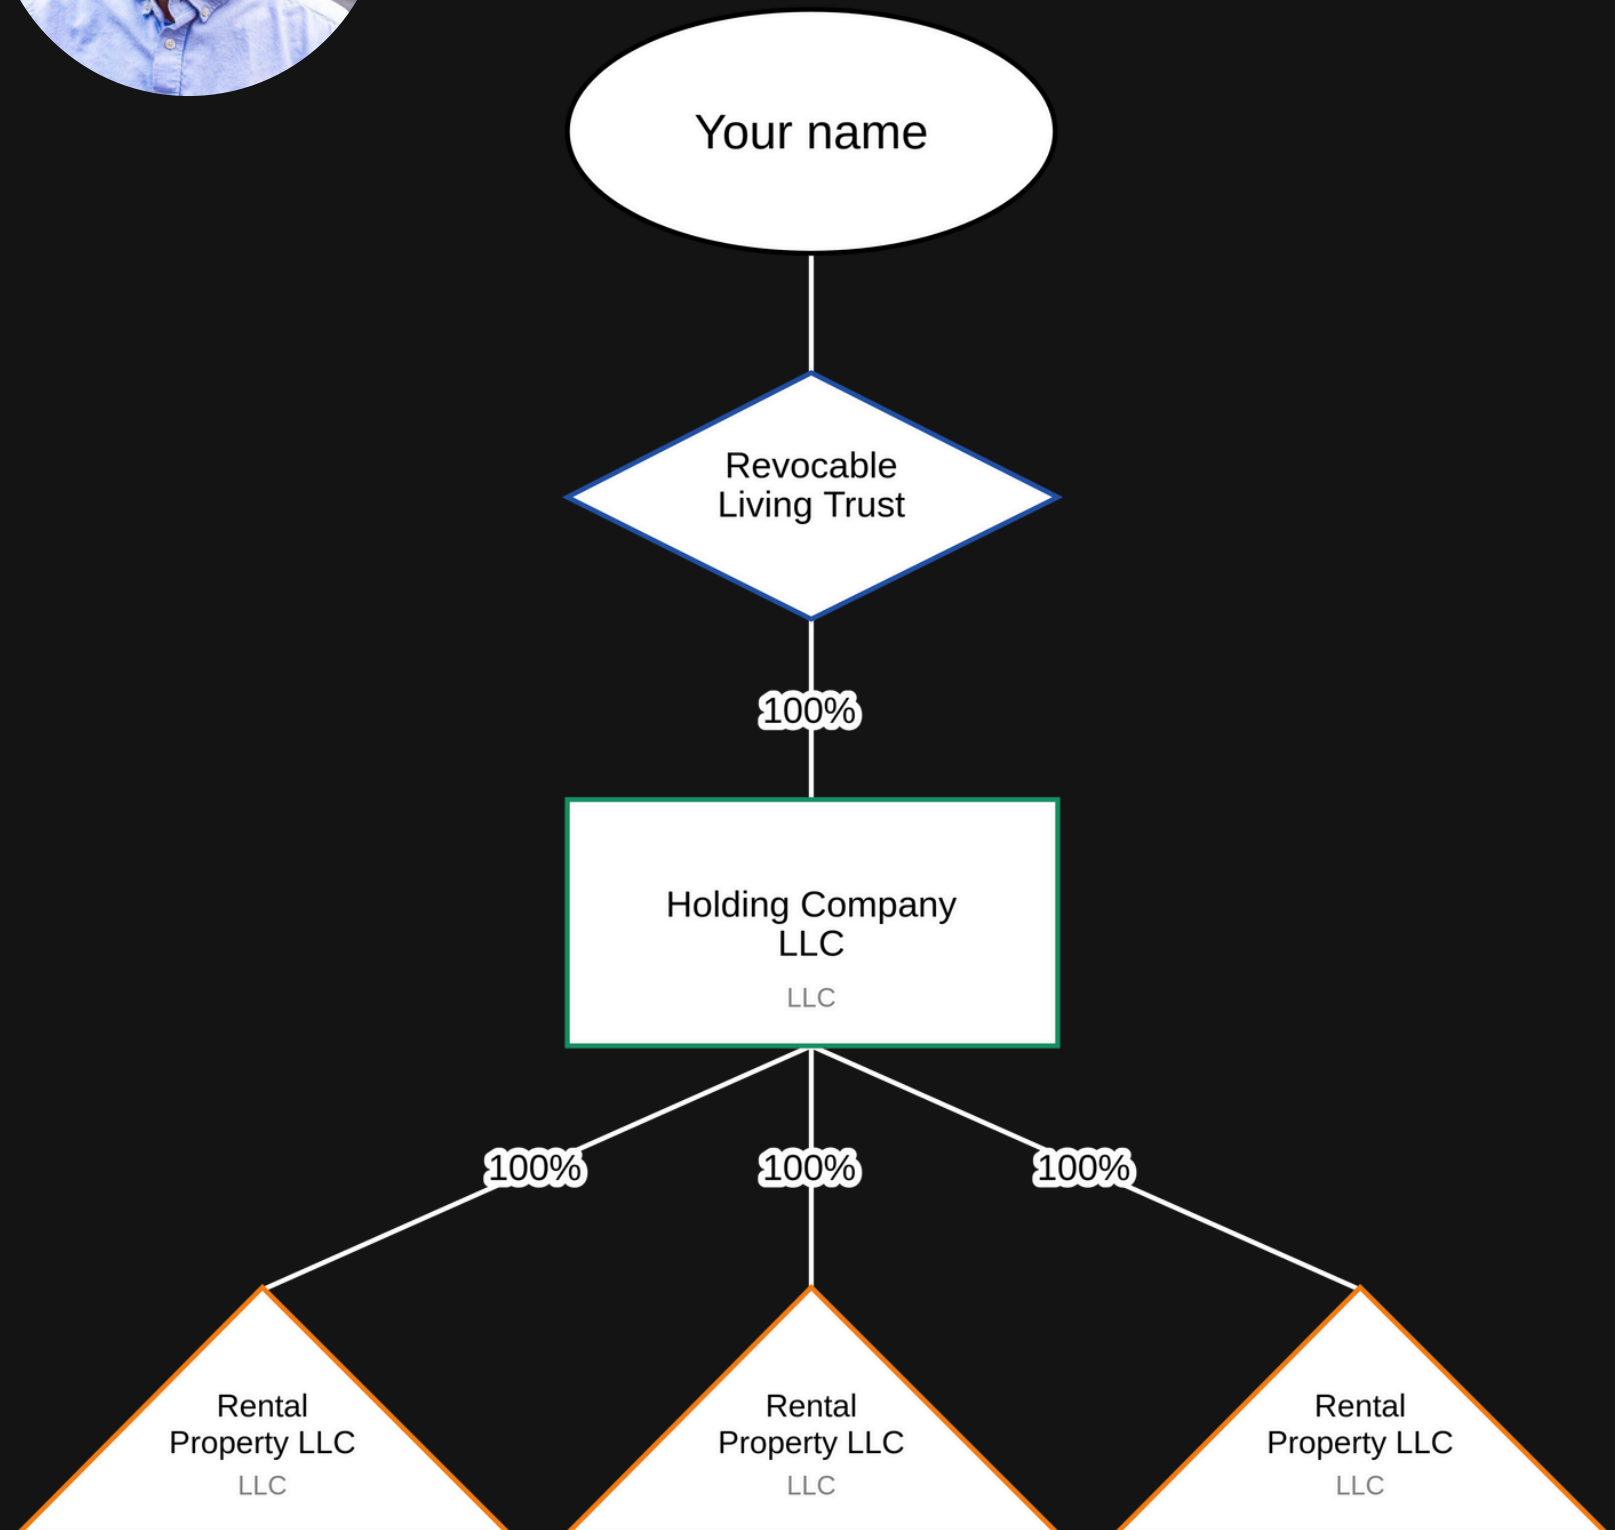 Your name
Revocable
Living Trust
100%
Holding Company
LLC
LLC
100%
100%
100%
Rental
Property LLC
LLC
Rental
Property LLC
LLC
Rental
Property LLC
LLC